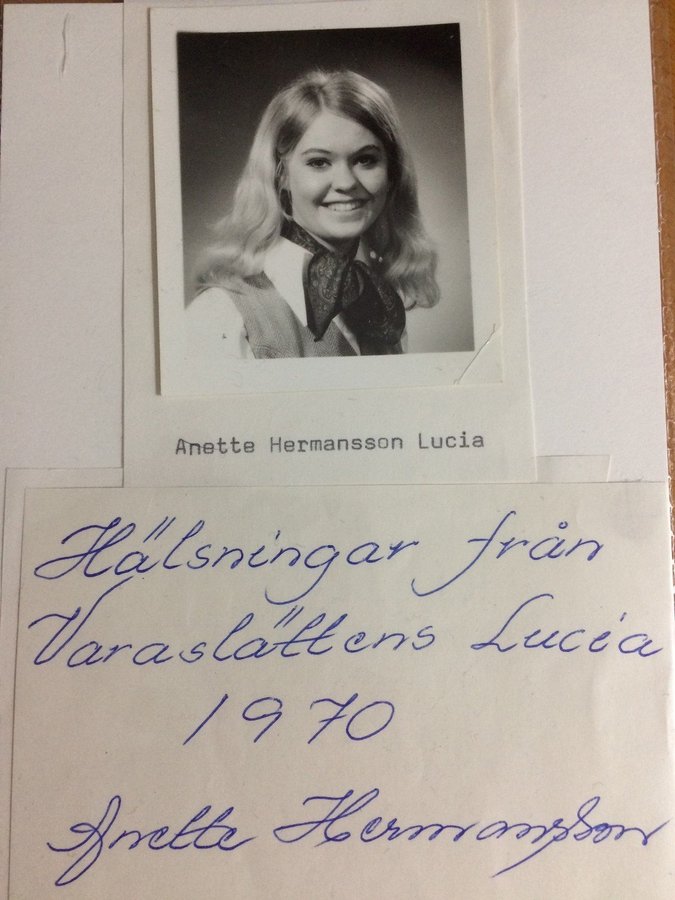 Anette Hermansson Lucia
Hälsningar från
Varaslättens Lucia
1970
Anette Hermansson